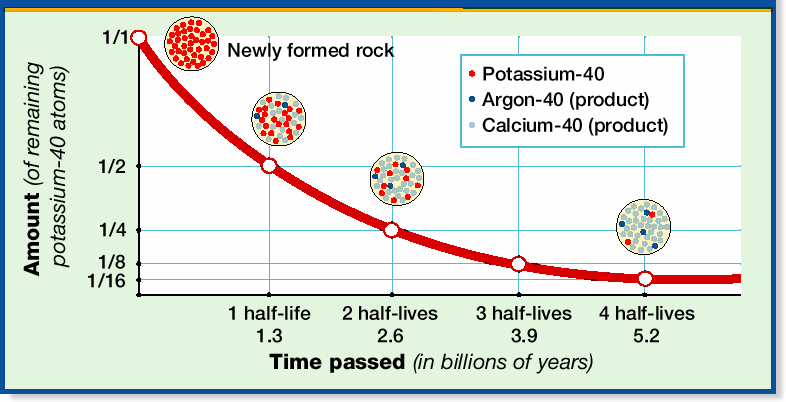 1/1
Newly formed rock
Potassium-40
Argon-40 (product)
Calcium-40 (product)
Amount (of remaining
potassium-40 atoms)
1/2
1/4
1/8
1/16
1 half-life 2 half-lives 3 half-lives 4 half-lives
1.3 2.6 3.9 5.2
Time passed (in billions of years)